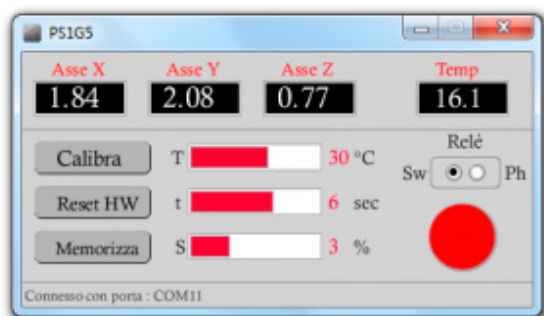 PS1G5
Asse X Asse Y Asse Z Temp
1.84 2.08 0.77 16.1
Calibra T 30 °C Relè
Sw Ph
Reset HW t 6 sec
Memorizza S 3 %
Connesso con porta : COM11